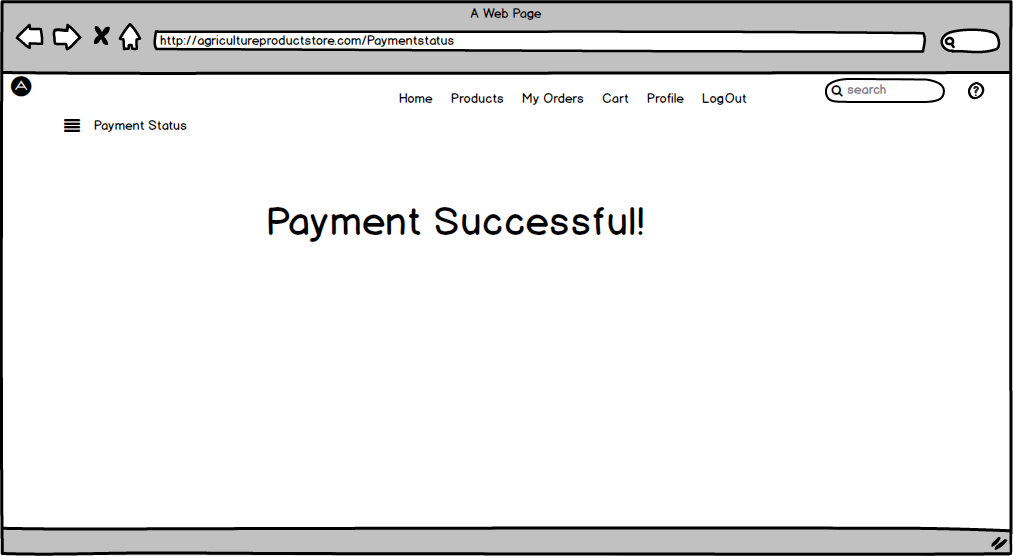 A Web Page
http://agricultureproductstore.com/Paymentstatus
A
Home Products My Orders Cart Profile LogOut
search
?
Payment Status
Payment Successful!